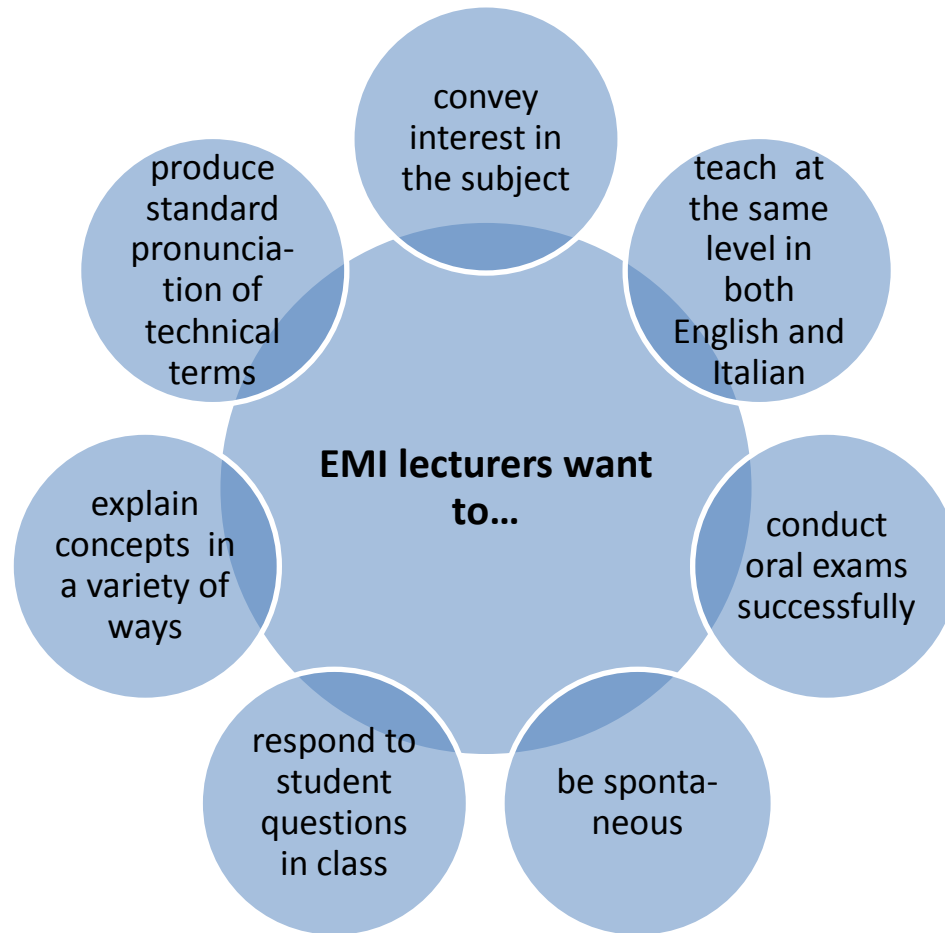 convey
interest in
the subject
teach at
the same
level in
both
English and
Italian
conduct
oral exams
successfully
be sponta-
neous
respond to
student
questions
in class
explain
concepts in
a variety of
ways
produce
standard
pronuncia-
tion of
technical
terms
EMI lecturers want
to...